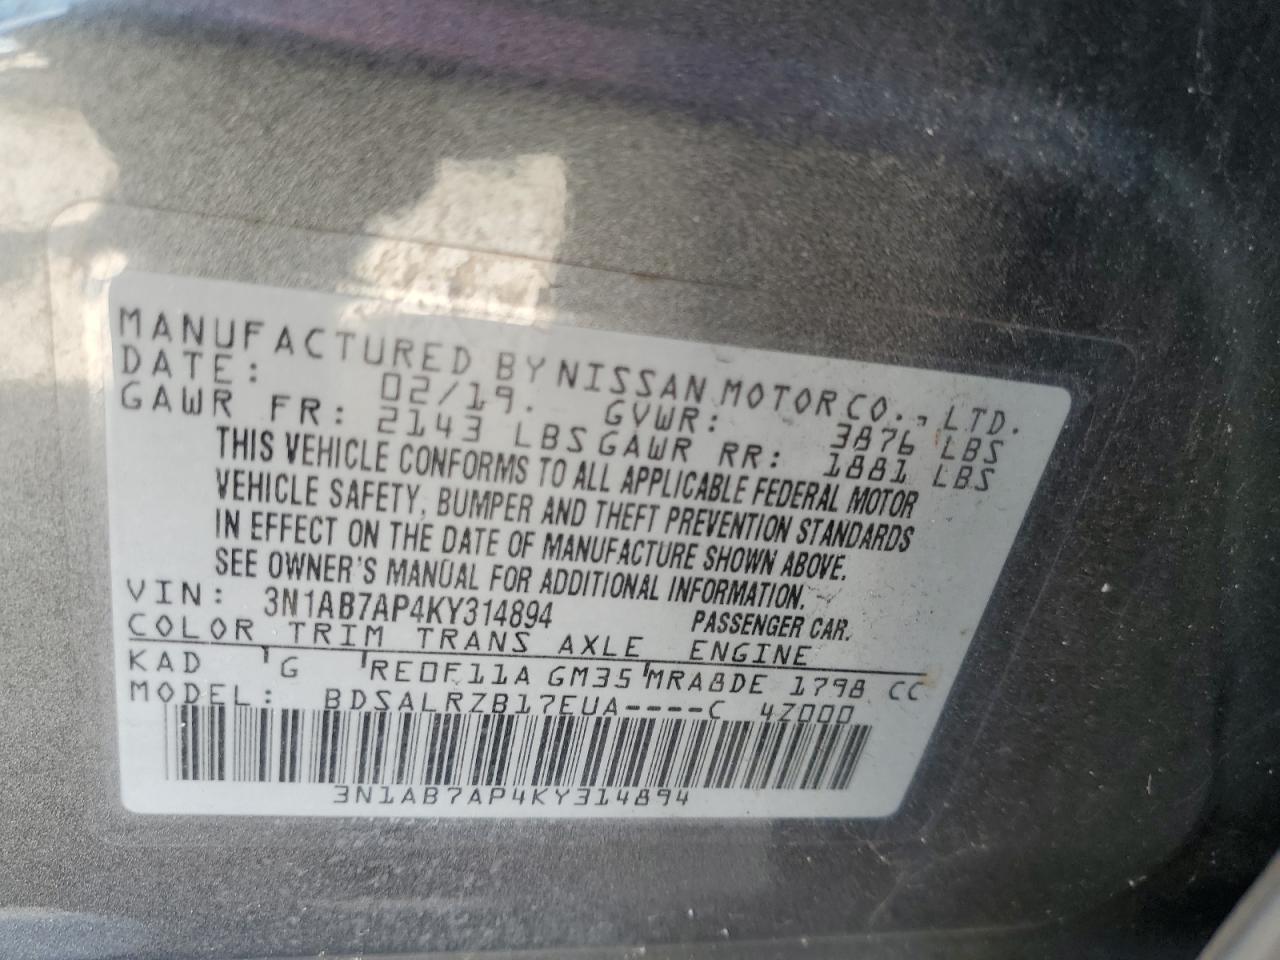 MANUFACTURED BY NISSAN MOTOR CO., LTD.
DATE: 02/19. GVWR: 3876 LBS
GAWR FR: 2143 LBS GAWR RR: 1881 LBS
THIS VEHICLE CONFORMS TO ALL APPLICABLE FEDERAL MOTOR
VEHICLE SAFETY, BUMPER AND THEFT PREVENTION STANDARDS
IN EFFECT ON THE DATE OF MANUFACTURE SHOWN ABOVE.
SEE OWNER'S MANUAL FOR ADDITIONAL INFORMATION.
VIN: 3N1AB7AP4KY314894 PASSENGER CAR.
COLOR TRIM TRANS AXLE ENGINE
KAD G RE0F11A GM35 MRA8DE 1798 CC
MODEL: BDSALRZB17EUA----C 4Z000
3N1AB7AP4KY314894